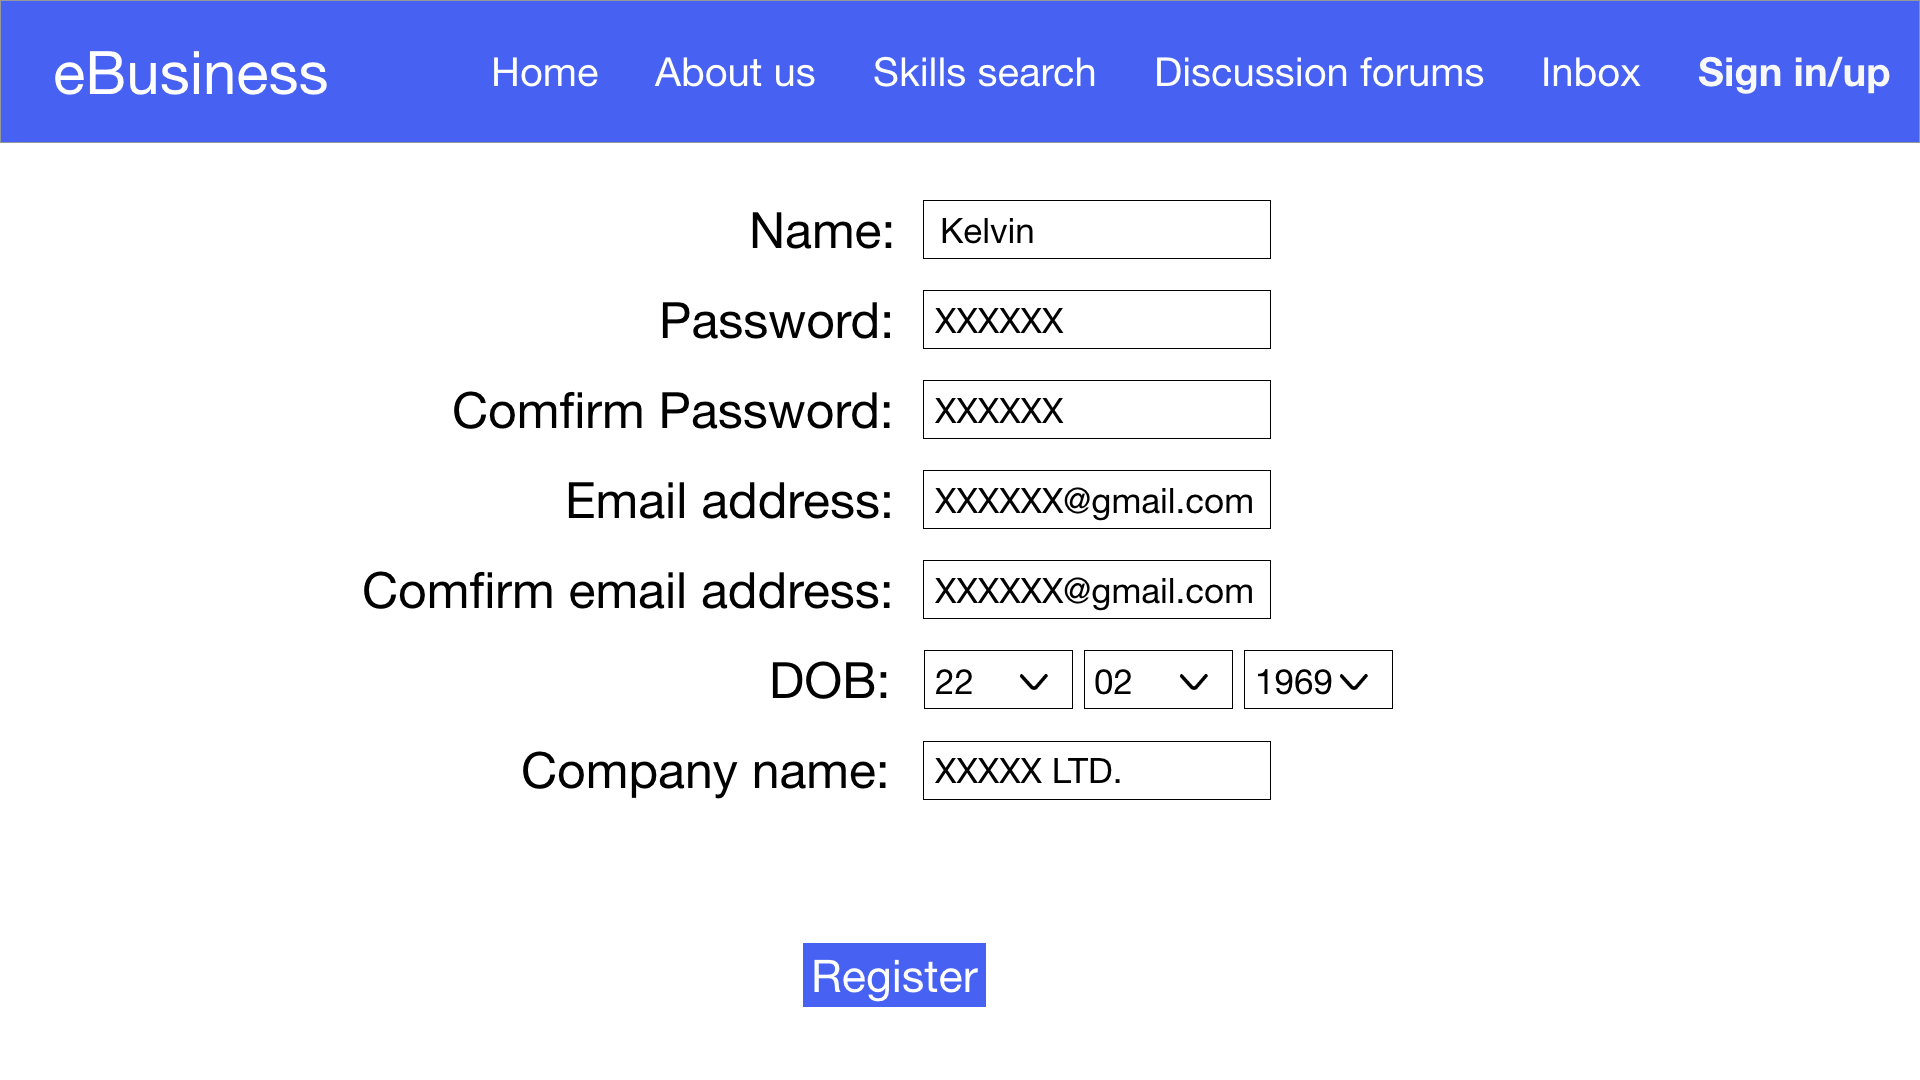 eBusiness Home About us Skills search Discussion forums Inbox Sign in/up
Name: Kelvin
Password: XXXXXX
Comfirm Password: XXXXXX
Email address: XXXXXX@gmail.com
Comfirm email address: XXXXXX@gmail.com
DOB: 22 02 1969
Company name: XXXXX LTD.
Register